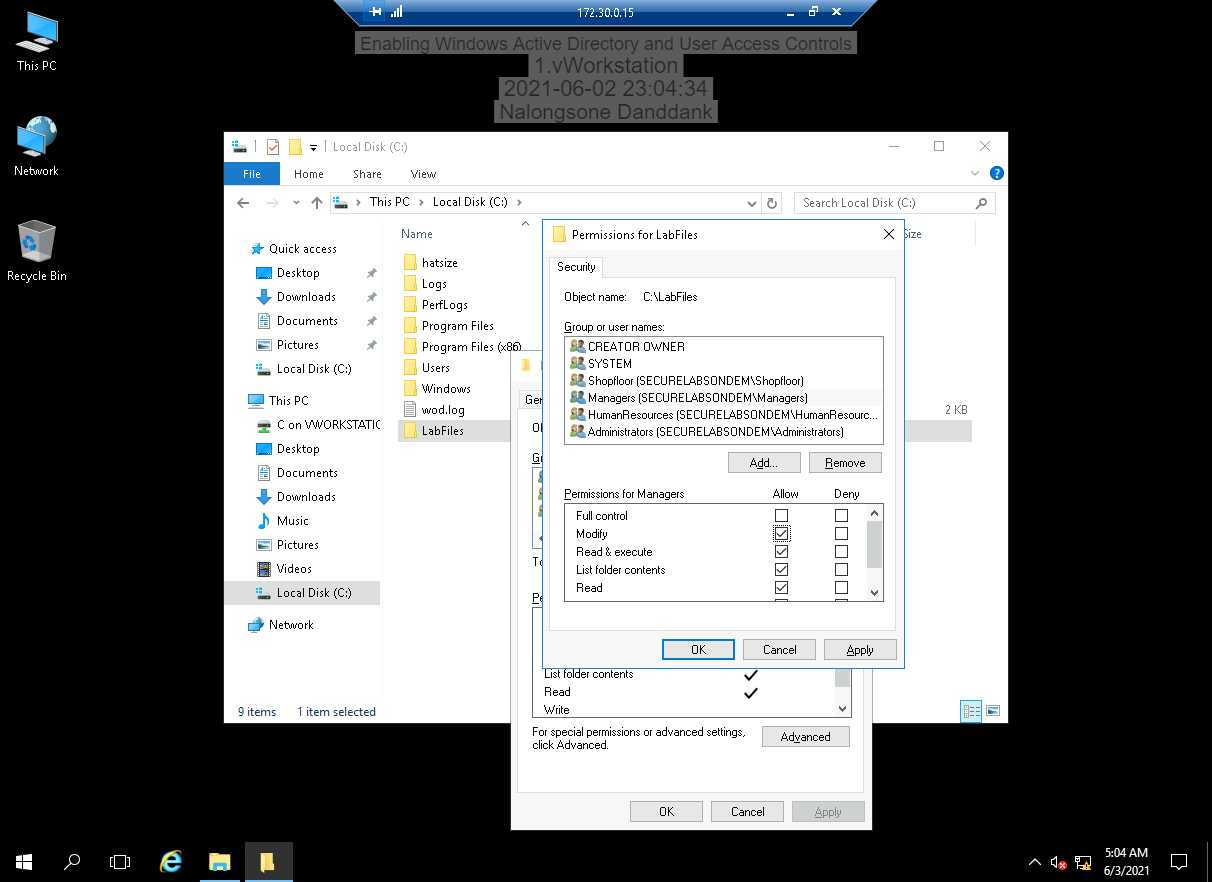 172.30.0.15
Enabling Windows Active Directory and User Access Controls
1.vWorkstation
2021-06-02 23:04:34
Nalongsone Danddank
This PC
Network
Recycle Bin
Local Disk (C:)
File Home Share View
This PC > Local Disk (C:) >
Search Local Disk (C:)
Quick access
Desktop
Downloads
Documents
Pictures
Local Disk (C:)
This PC
C on VWORKSTATIO
Desktop
Documents
Downloads
Music
Pictures
Videos
Local Disk (C:)
Network
Name
Size
hatsize
Logs
PerfLogs
Program Files
Program Files (x86)
Users
Windows
wod.log
2 KB
LabFiles
9 items 1 item selected
Permissions for LabFiles
Security
Object name: C:\LabFiles
Group or user names:
CREATOR OWNER
SYSTEM
Shopfloor (SECURELABSONDEM\Shopfloor)
Managers (SECURELABSONDEM\Managers)
HumanResources (SECURELABSONDEM\HumanResourc...
Administrators (SECURELABSONDEM\Administrators)
Add... Remove
Permissions for Managers Allow Deny
Full control
Modify
Read & execute
List folder contents
Read
OK Cancel Apply
List folder contents
Read
Write
For special permissions or advanced settings,
click Advanced.
Advanced
OK Cancel Apply
5:04 AM
6/3/2021